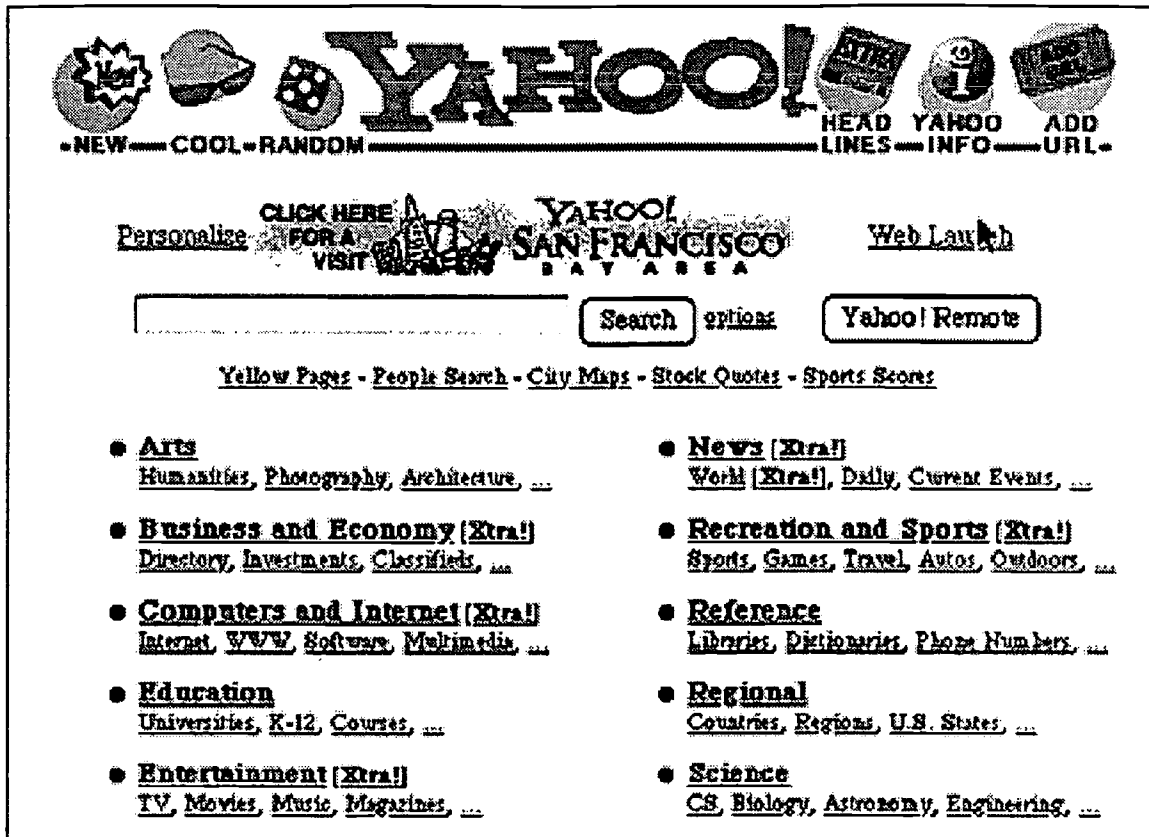 New EXTRA ADD URL
YAHOO!
HEAD LINES YAHOO INFO ADD URL
NEW COOL RANDOM
Personalize CLICK HERE FOR A VISIT YAHOO! SAN FRANCISCO BAY AREA Web Launch
Search options Yahoo! Remote
Yellow Pages - People Search - City Maps - Stock Quotes - Sports Scores
Arts
Humanities, Photography, Architecture, ...
Business and Economy [Xtra!]
Directory, Investments, Classifieds, ...
Computers and Internet [Xtra!]
Internet, WWW, Software, Multimedia, ...
Education
Universities, K-12, Courses, ...
Entertainment [Xtra!]
TV, Movies, Music, Magazines, ...
News [Xtra!]
World [Xtra!], Daily, Current Events, ...
Recreation and Sports [Xtra!]
Sports, Games, Travel, Autos, Outdoors, ...
Reference
Libraries, Dictionaries, Phone Numbers, ...
Regional
Countries, Regions, U.S. States, ...
Science
CS, Biology, Astronomy, Engineering, ...